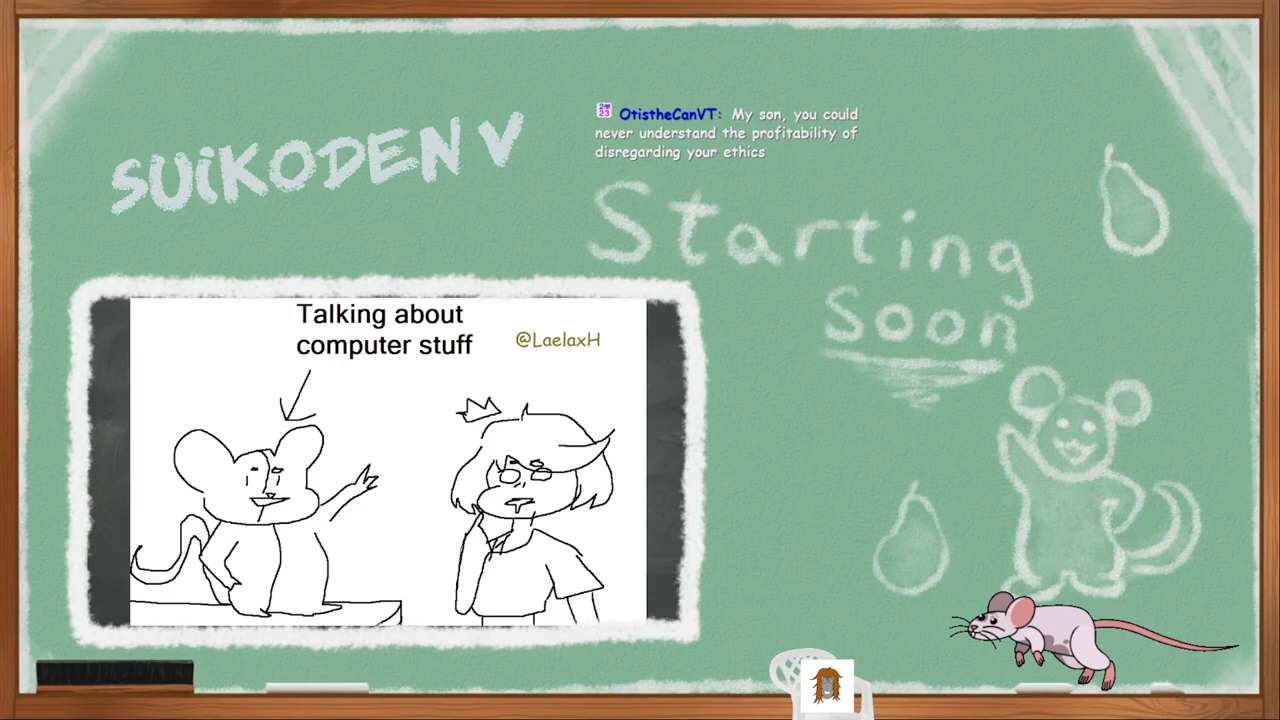 SUIKODEN V
OtistheCanVT: My son, you could
never understand the profitability of
disregarding your ethics
Starting
Soon
Talking about
computer stuff
@LaelaxH